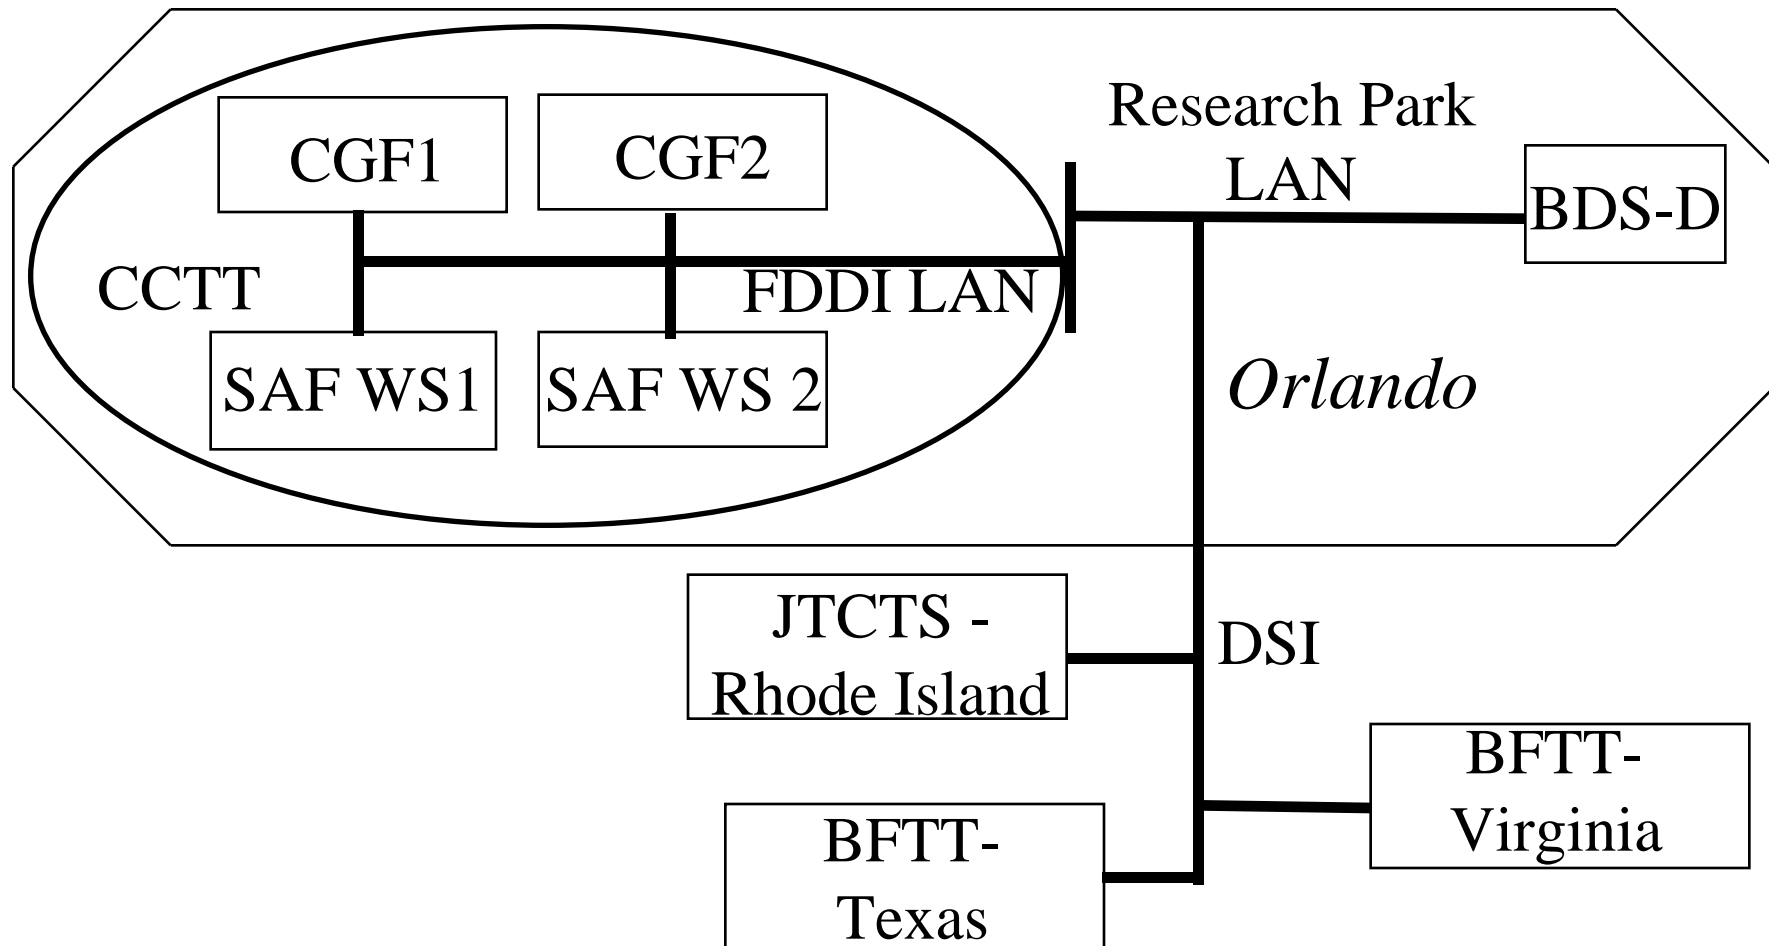 Research Park
LAN
CGF1
CGF2
BDS-D
CCTT
FDDI LAN
SAF WS1
SAF WS 2
Orlando
JTCTS -
Rhode Island
DSI
BFTT-
Virginia
BFTT-
Texas